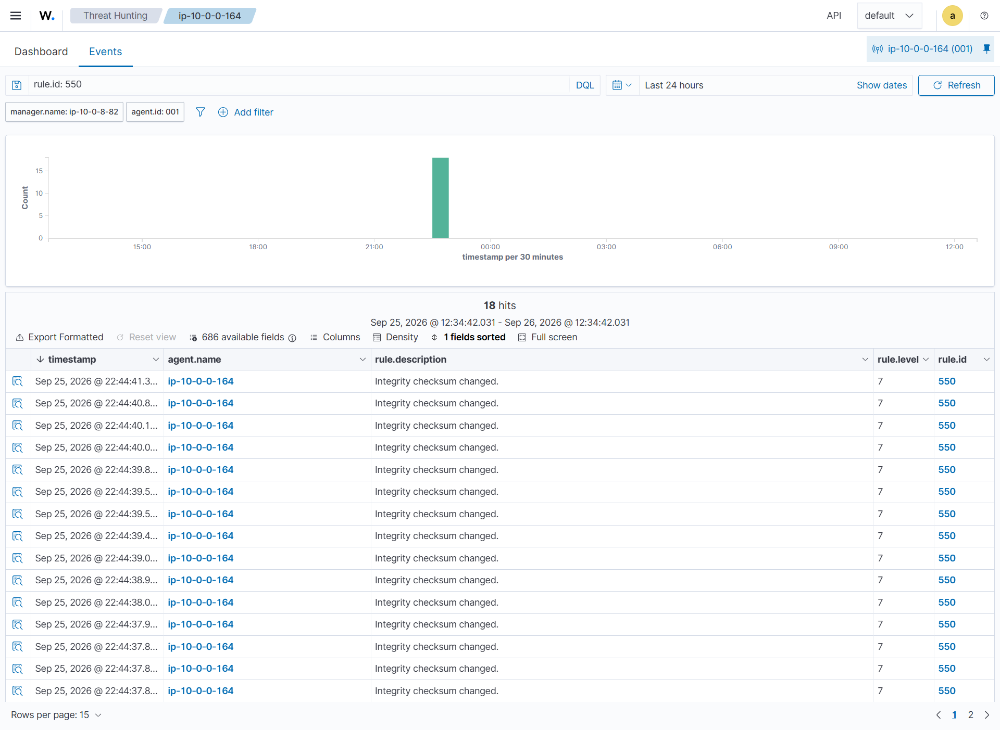 W. Threat Hunting ip-10-0-0-164 API default a
Dashboard Events ip-10-0-0-164 (001)
rule.id: 550 DQL Last 24 hours Show dates Refresh
manager.name: ip-10-0-8-82 agent.id: 001 Add filter
Count
15
10
5
0
15:00 18:00 21:00 00:00 03:00 06:00 09:00 12:00
timestamp per 30 minutes
18 hits
Sep 25, 2026 @ 12:34:42.031 - Sep 26, 2026 @ 12:34:42.031
Export Formatted Reset view 686 available fields Columns Density 1 fields sorted Full screen
timestamp agent.name rule.description rule.level rule.id
Sep 25, 2026 @ 22:44:41.3... ip-10-0-0-164 Integrity checksum changed. 7 550
Sep 25, 2026 @ 22:44:40.8... ip-10-0-0-164 Integrity checksum changed. 7 550
Sep 25, 2026 @ 22:44:40.1... ip-10-0-0-164 Integrity checksum changed. 7 550
Sep 25, 2026 @ 22:44:40.0... ip-10-0-0-164 Integrity checksum changed. 7 550
Sep 25, 2026 @ 22:44:39.8... ip-10-0-0-164 Integrity checksum changed. 7 550
Sep 25, 2026 @ 22:44:39.5... ip-10-0-0-164 Integrity checksum changed. 7 550
Sep 25, 2026 @ 22:44:39.5... ip-10-0-0-164 Integrity checksum changed. 7 550
Sep 25, 2026 @ 22:44:39.4... ip-10-0-0-164 Integrity checksum changed. 7 550
Sep 25, 2026 @ 22:44:39.0... ip-10-0-0-164 Integrity checksum changed. 7 550
Sep 25, 2026 @ 22:44:38.9... ip-10-0-0-164 Integrity checksum changed. 7 550
Sep 25, 2026 @ 22:44:38.0... ip-10-0-0-164 Integrity checksum changed. 7 550
Sep 25, 2026 @ 22:44:37.9... ip-10-0-0-164 Integrity checksum changed. 7 550
Sep 25, 2026 @ 22:44:37.8... ip-10-0-0-164 Integrity checksum changed. 7 550
Sep 25, 2026 @ 22:44:37.8... ip-10-0-0-164 Integrity checksum changed. 7 550
Sep 25, 2026 @ 22:44:37.8... ip-10-0-0-164 Integrity checksum changed. 7 550
Rows per page: 15 1 2